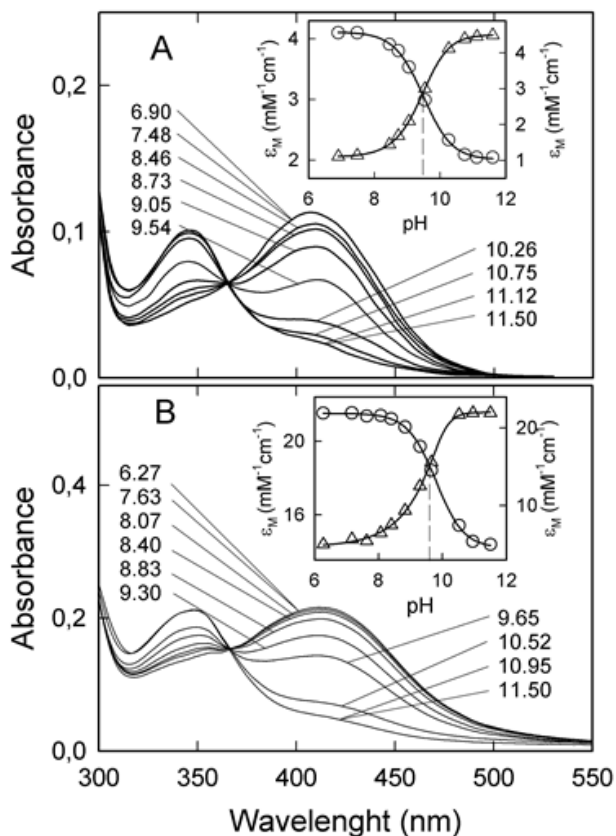 A
0,2
0,1
0,0
Absorbance
6.90
7.48
8.46
8.73
9.05
9.54
10.26
10.75
11.12
11.50
4
3
2
εM (mM-1cm-1)
4
3
2
1
εM (mM-1cm-1)
6 8 10 12
pH
B
0,4
0,2
0,0
Absorbance
6.27
7.63
8.07
8.40
8.83
9.30
9.65
10.52
10.95
11.50
20
16
εM (mM-1cm-1)
20
15
10
εM (mM-1cm-1)
6 8 10 12
pH
300 350 400 450 500 550
Wavelenght (nm)